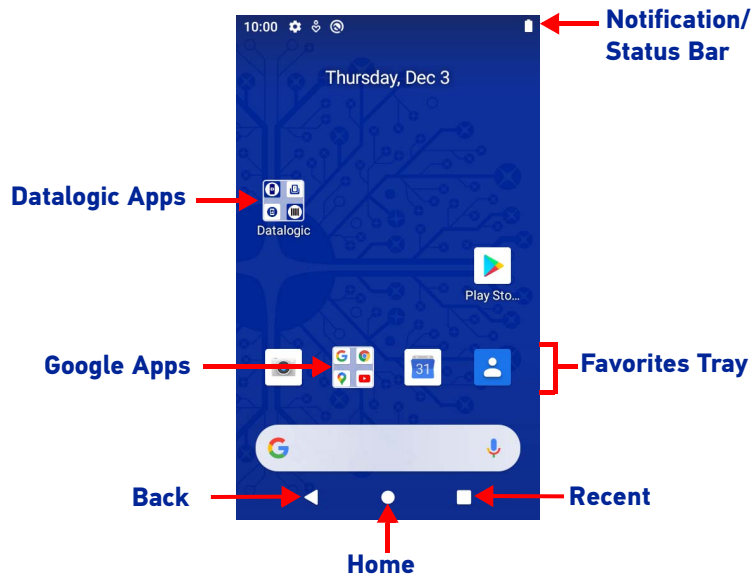 Notification/
Status Bar
10:00
Thursday, Dec 3
Datalogic Apps
Datalogic
Play Sto...
Google Apps
31
Favorites Tray
G
Back
Recent
Home